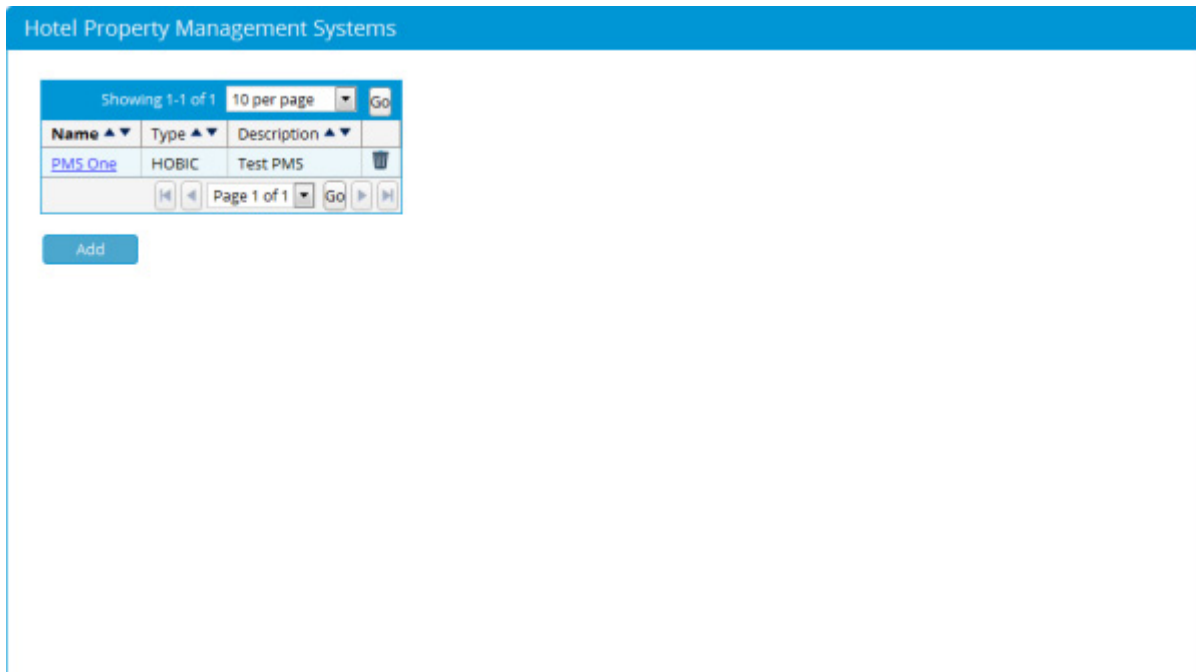 Hotel Property Management Systems
Showing 1-1 of 1 10 per page Go
Name Type Description
PMS One HOBIC Test PMS
Page 1 of 1 Go
Add